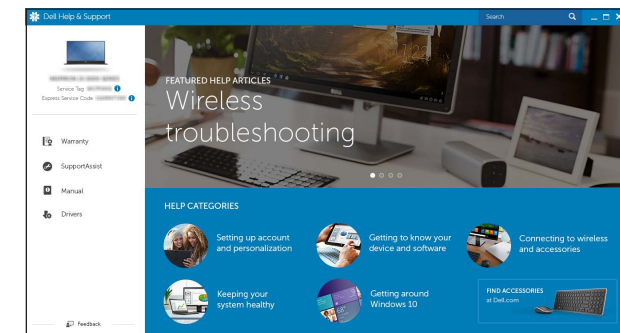 Dell Help & Support
Search
Service Tag
Express Service Code
Warranty
SupportAssist
Manual
Drivers
Feedback
FEATURED HELP ARTICLES
Wireless
troubleshooting
HELP CATEGORIES
Setting up account
and personalization
Getting to know your
device and software
Connecting to wireless
and accessories
Keeping your
system healthy
Getting around
Windows 10
FIND ACCESSORIES
at Dell.com